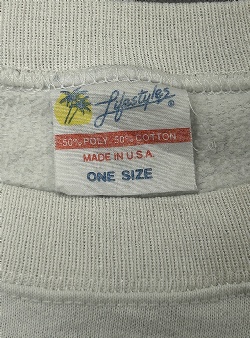 Lifestyles ®
50% POLY. 50% COTTON
MADE IN U.S.A.
ONE SIZE